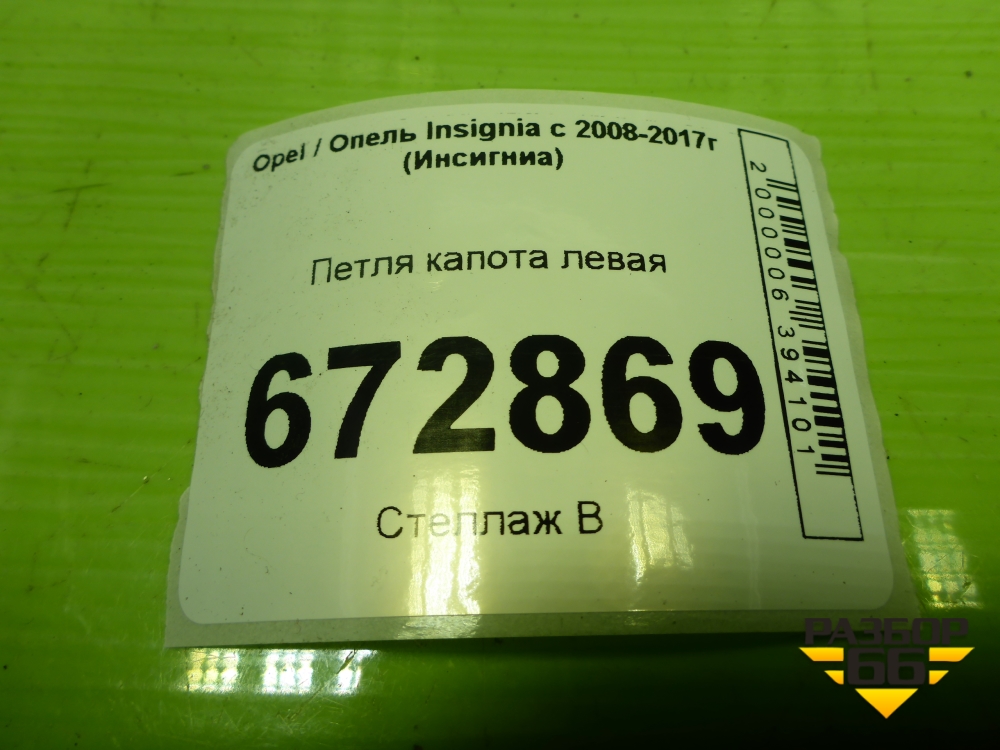 Opel / Опель Insignia с 2008-2017г
(Инсигниа)
Петля капота левая
672869
Стеллаж В
2000006394101
РАЗБОР
66